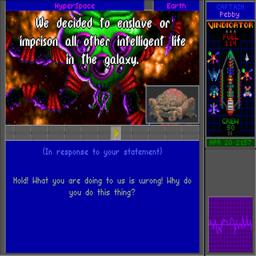 HyperSpace
Earth
CAPTAIN
Pebby
VINDICATOR
FUEL
We decided to enslave or
imprison all other intelligent life
in the galaxy.
CREW
APR 20 2157
(In response to your statement)
Hold! What you are doing to us is wrong! Why do
you do this thing?